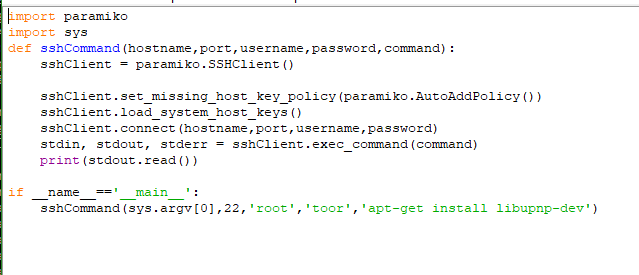 import paramiko
import sys
def sshCommand(hostname,port,username,password,command):
    sshClient = paramiko.SSHClient()

    sshClient.set_missing_host_key_policy(paramiko.AutoAddPolicy())
    sshClient.load_system_host_keys()
    sshClient.connect(hostname,port,username,password)
    stdin, stdout, stderr = sshClient.exec_command(command)
    print(stdout.read())

if __name__=='__main__':
    sshCommand(sys.argv[0],22,'root','toor','apt-get install libupnp-dev')